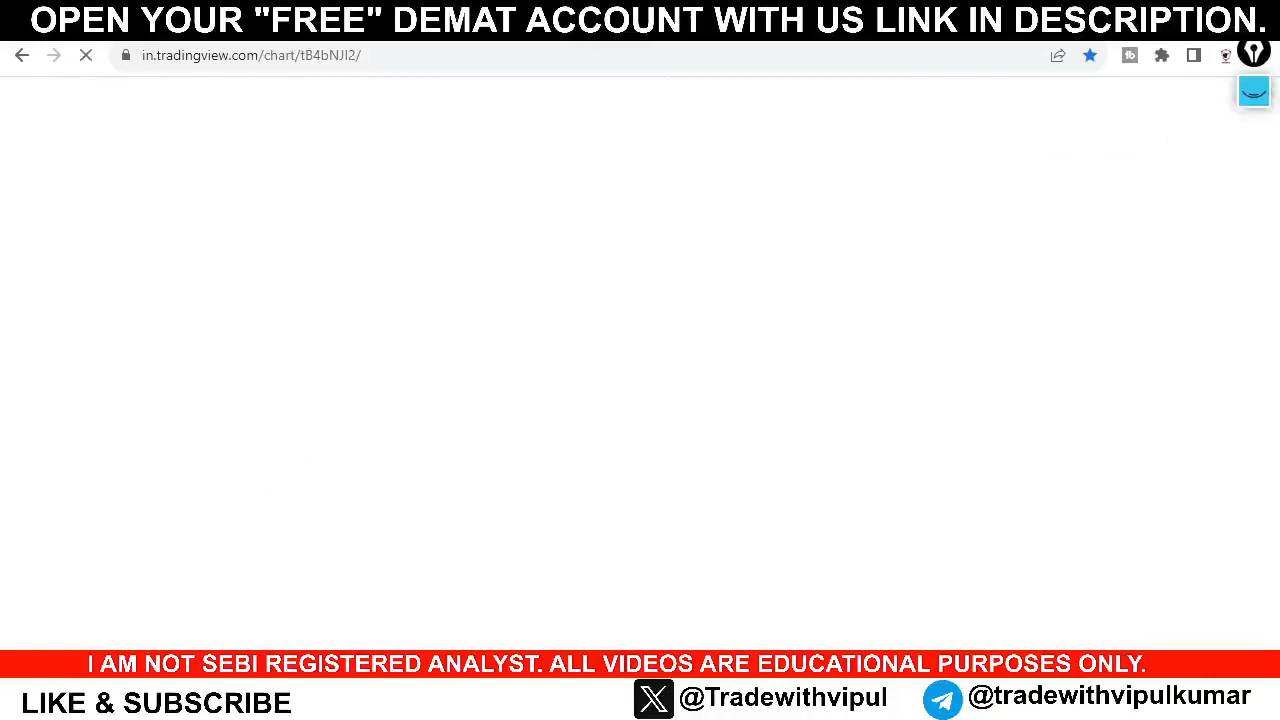 OPEN YOUR "FREE" DEMAT ACCOUNT WITH US LINK IN DESCRIPTION.
in.tradingview.com/chart/tB4bNJl2/
I AM NOT SEBI REGISTERED ANALYST. ALL VIDEOS ARE EDUCATIONAL PURPOSES ONLY.
LIKE & SUBSCRIBE
@Tradewithvipul
@tradewithvipulkumar